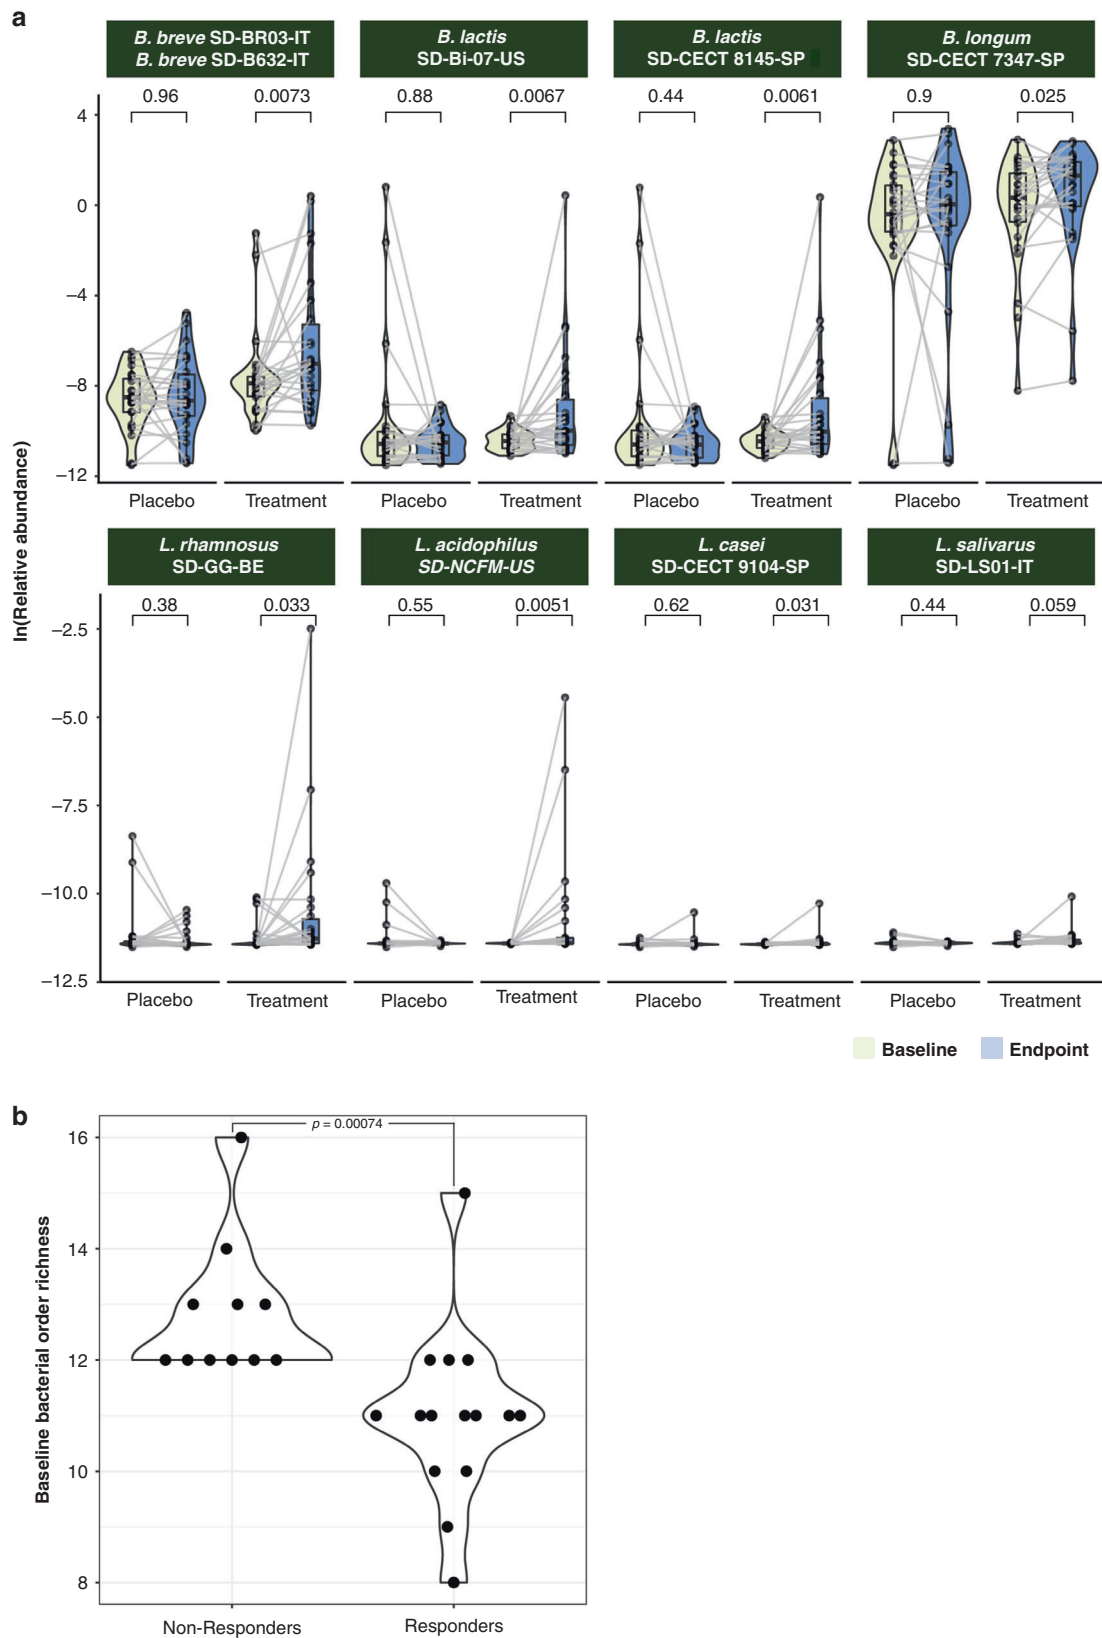 a
B. breve SD-BR03-IT
B. breve SD-B632-IT
B. lactis
SD-Bi-07-US
B. lactis
SD-CECT 8145-SP
B. longum
SD-CECT 7347-SP
0.96
0.0073
0.88
0.0067
0.44
0.0061
0.9
0.025
4
0
−4
−8
−12
Placebo
Treatment
Placebo
Treatment
Placebo
Treatment
Placebo
Treatment
ln(Relative abundance)
L. rhamnosus
SD-GG-BE
L. acidophilus
SD-NCFM-US
L. casei
SD-CECT 9104-SP
L. salivarus
SD-LS01-IT
0.38
0.033
0.55
0.0051
0.62
0.031
0.44
0.059
−2.5
−5.0
−7.5
−10.0
−12.5
Placebo
Treatment
Placebo
Treatment
Placebo
Treatment
Placebo
Treatment
Baseline
Endpoint
b
p = 0.00074
16
14
12
10
8
Baseline bacterial order richness
Non-Responders
Responders